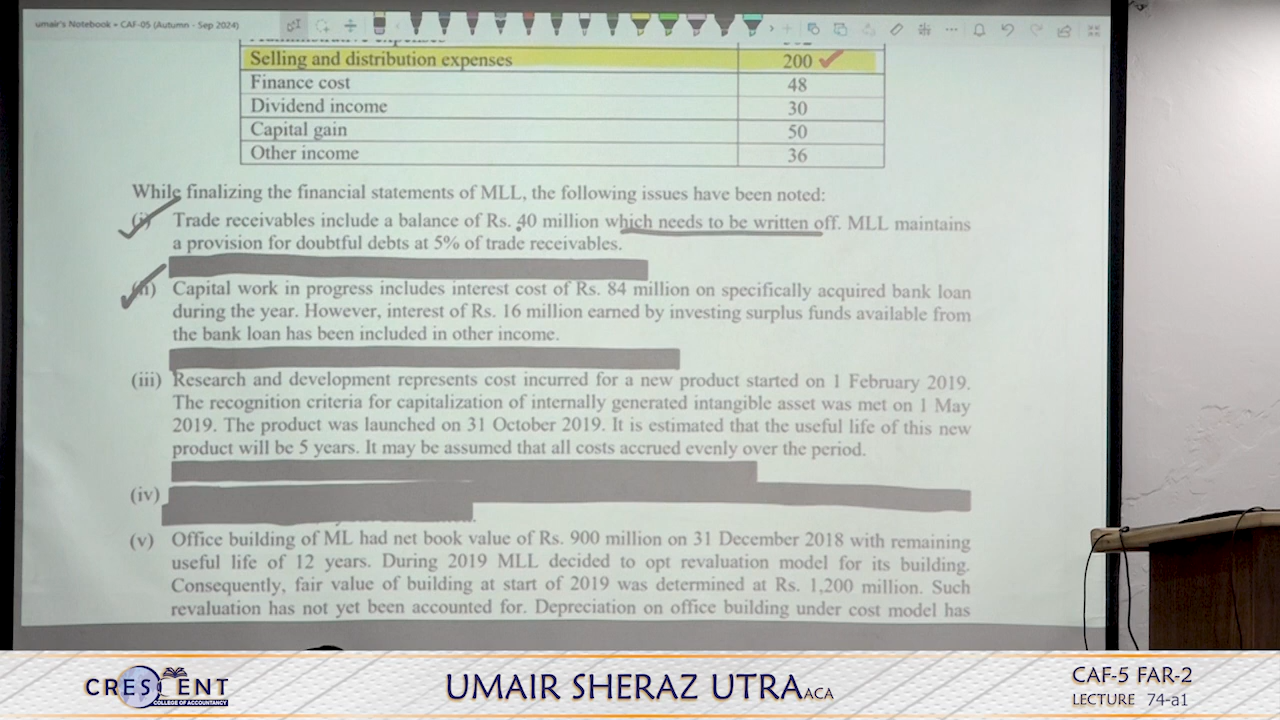 umair's Notebook » CAF-05 (Autumn - Sep 2024)
Selling and distribution expenses 200
Finance cost 48
Dividend income 30
Capital gain 50
Other income 36
While finalizing the financial statements of MLL, the following issues have been noted:
(i) Trade receivables include a balance of Rs. 40 million which needs to be written off. MLL maintains
a provision for doubtful debts at 5% of trade receivables.
(ii) Capital work in progress includes interest cost of Rs. 84 million on specifically acquired bank loan
during the year. However, interest of Rs. 16 million earned by investing surplus funds available from
the bank loan has been included in other income.
(iii) Research and development represents cost incurred for a new product started on 1 February 2019.
The recognition criteria for capitalization of internally generated intangible asset was met on 1 May
2019. The product was launched on 31 October 2019. It is estimated that the useful life of this new
product will be 5 years. It may be assumed that all costs accrued evenly over the period.
(iv)
(v) Office building of ML had net book value of Rs. 900 million on 31 December 2018 with remaining
useful life of 12 years. During 2019 MLL decided to opt revaluation model for its building.
Consequently, fair value of building at start of 2019 was determined at Rs. 1,200 million. Such
revaluation has not yet been accounted for. Depreciation on office building under cost model has
CRESCENT
COLLEGE OF ACCOUNTANCY
UMAIR SHERAZ UTRA ACA
CAF-5 FAR-2
LECTURE 74-a1